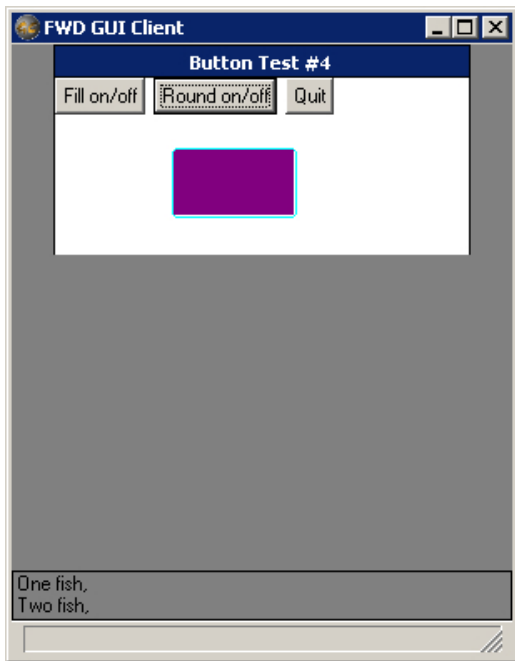 FWD GUI Client
Button Test #4
Fill on/off Round on/off Quit
One fish,
Two fish,